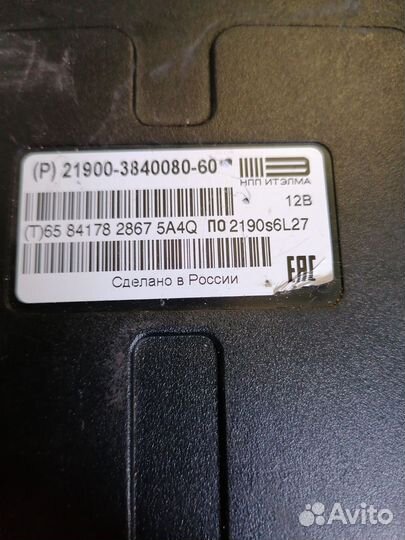 (P) 21900-3840080-60
НПП ИТЭЛМА
12В
(T)65 84178 2867 5A4Q ПО 2190s6L27
Сделано в России
EAC
Avito